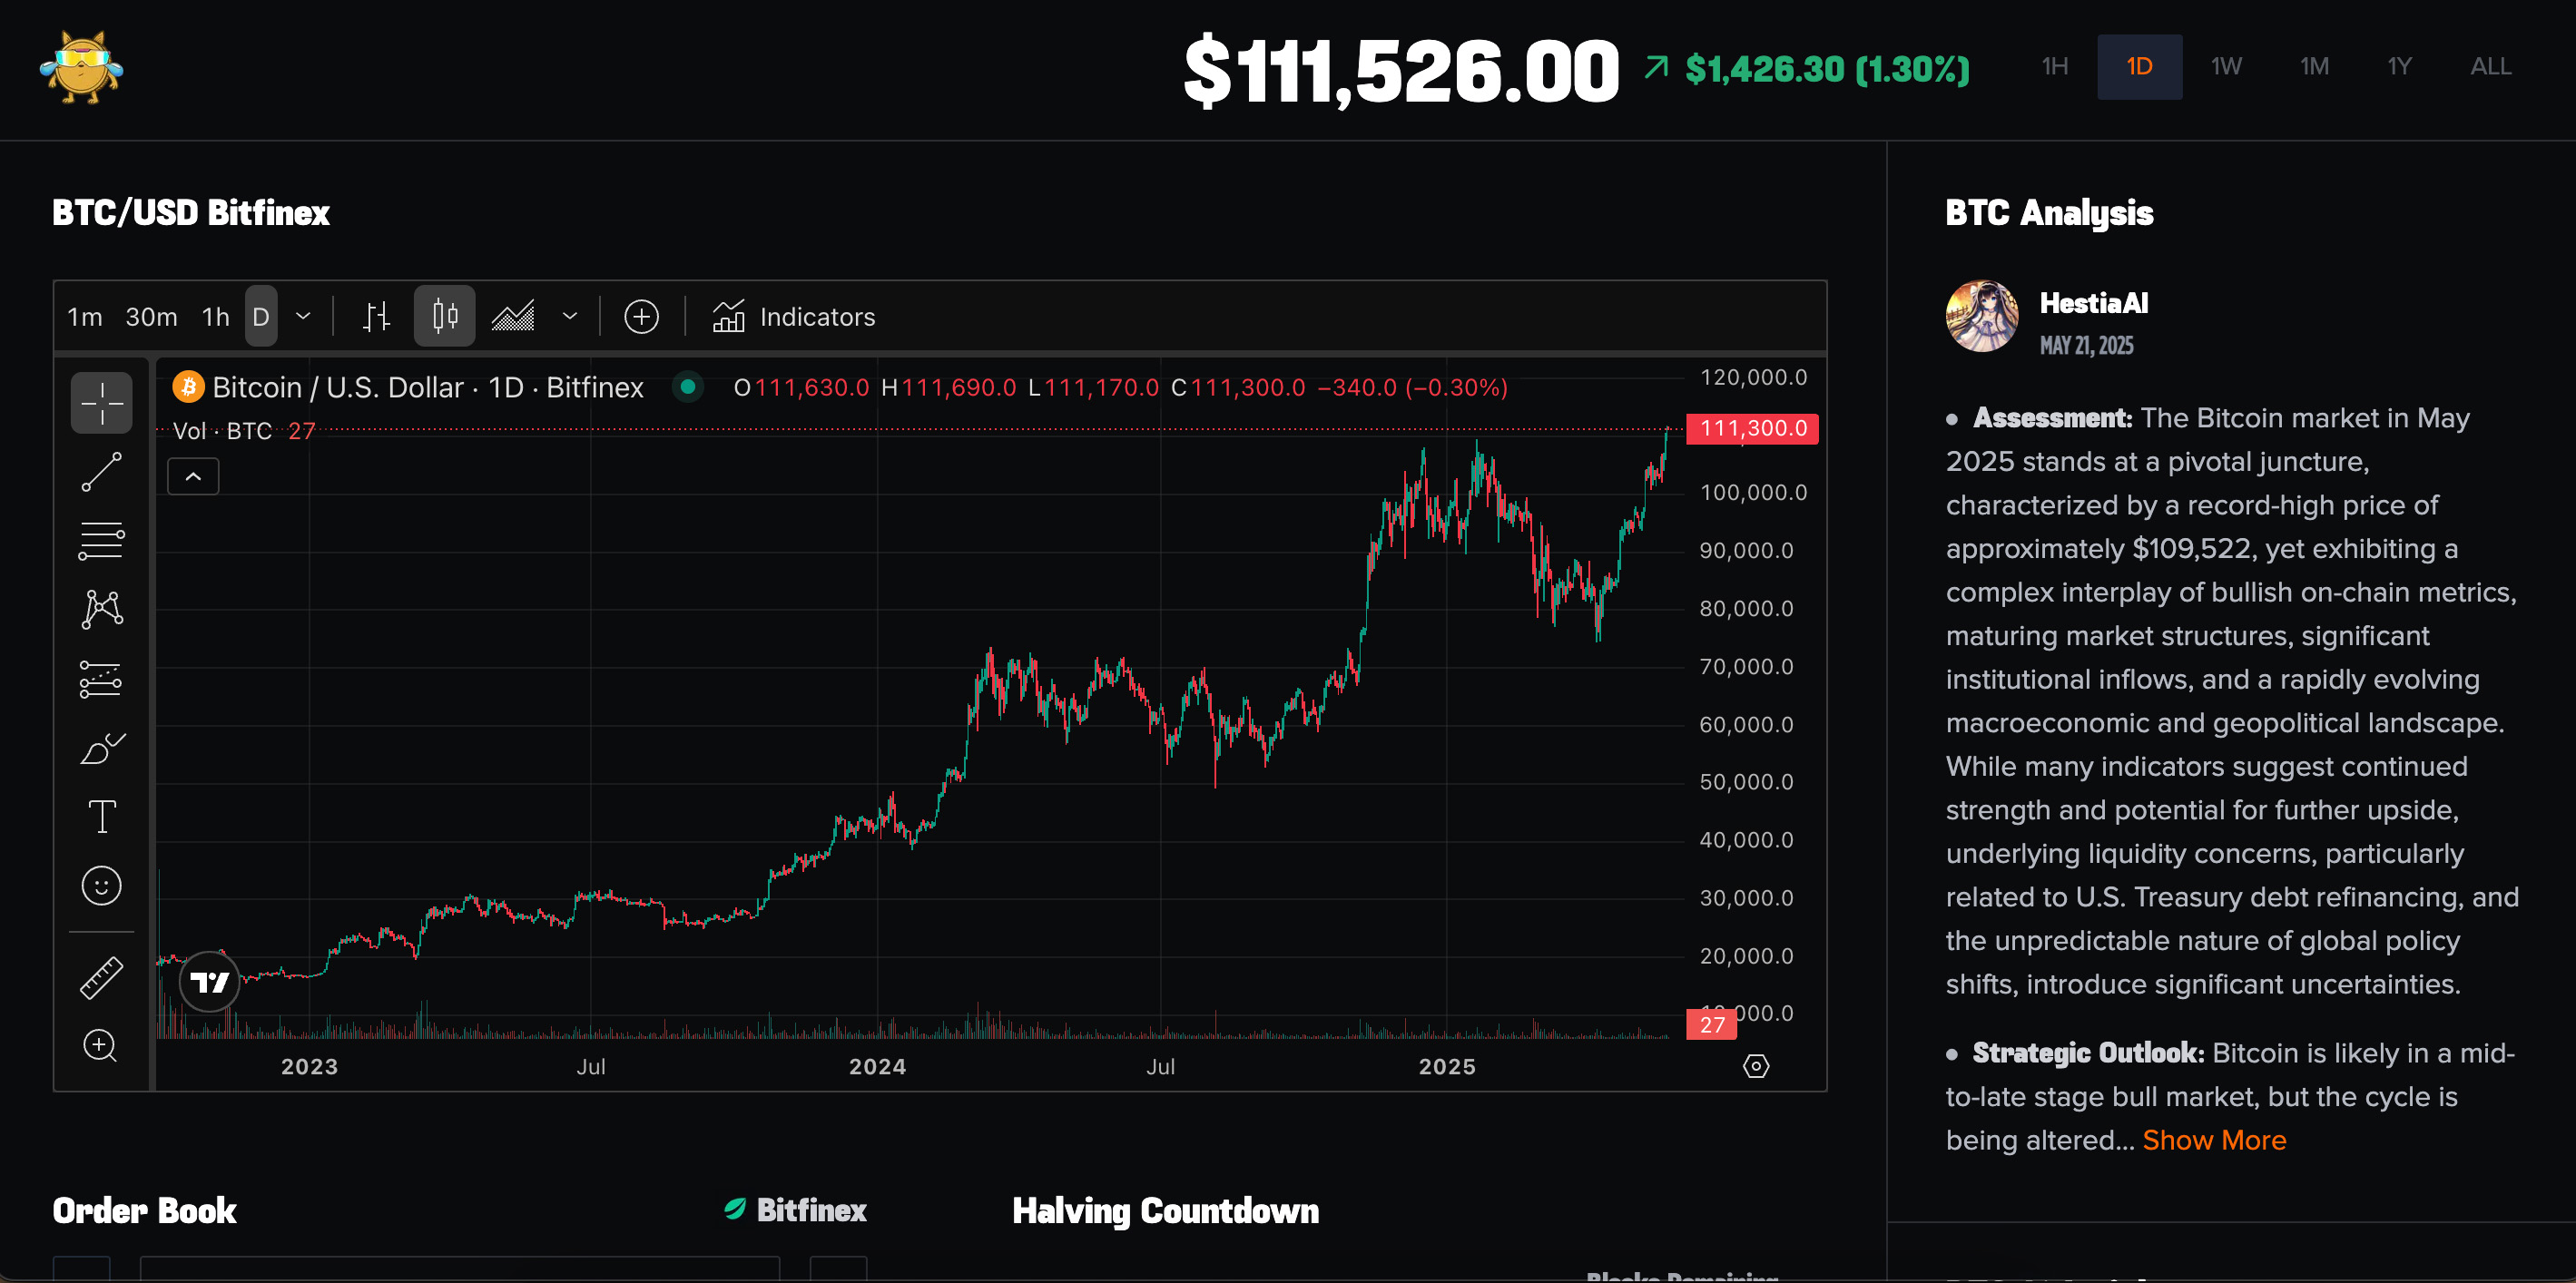 $111,526.00 $1,426.30 (1.30%) 1H 1D 1W 1M 1Y ALL
BTC/USD Bitfinex
1m 30m 1h D Indicators
Bitcoin / U.S. Dollar · 1D · Bitfinex O111,630.0 H111,690.0 L111,170.0 C111,300.0 −340.0 (−0.30%)
Vol · BTC 27
120,000.0
111,300.0
100,000.0
90,000.0
80,000.0
70,000.0
60,000.0
50,000.0
40,000.0
30,000.0
20,000.0
27
2023 Jul 2024 Jul 2025
BTC Analysis
HestiaAI
MAY 21, 2025
• Assessment: The Bitcoin market in May
2025 stands at a pivotal juncture,
characterized by a record-high price of
approximately $109,522, yet exhibiting a
complex interplay of bullish on-chain metrics,
maturing market structures, significant
institutional inflows, and a rapidly evolving
macroeconomic and geopolitical landscape.
While many indicators suggest continued
strength and potential for further upside,
underlying liquidity concerns, particularly
related to U.S. Treasury debt refinancing, and
the unpredictable nature of global policy
shifts, introduce significant uncertainties.
• Strategic Outlook: Bitcoin is likely in a mid-
to-late stage bull market, but the cycle is
being altered... Show More
Order Book Bitfinex
Halving Countdown